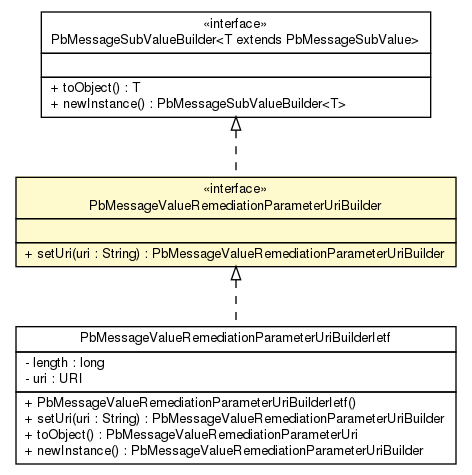 «interface»
PbMessageSubValueBuilder<T extends PbMessageSubValue>
+ toObject() : T
+ newInstance() : PbMessageSubValueBuilder<T>
«interface»
PbMessageValueRemediationParameterUriBuilder
+ setUri(uri : String) : PbMessageValueRemediationParameterUriBuilder
PbMessageValueRemediationParameterUriBuilderIetf
- length : long
- uri : URI
+ PbMessageValueRemediationParameterUriBuilderIetf()
+ setUri(uri : String) : PbMessageValueRemediationParameterUriBuilder
+ toObject() : PbMessageValueRemediationParameterUri
+ newInstance() : PbMessageValueRemediationParameterUriBuilder